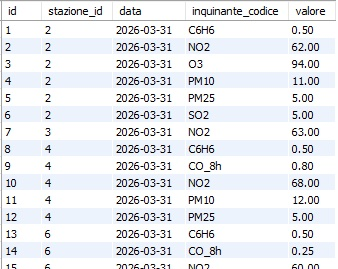 id stazione_id data inquinante_codice valore
1 2 2026-03-31 C6H6 0.50
2 2 2026-03-31 NO2 62.00
3 2 2026-03-31 O3 94.00
4 2 2026-03-31 PM10 11.00
5 2 2026-03-31 PM25 5.00
6 2 2026-03-31 SO2 5.00
7 3 2026-03-31 NO2 63.00
8 4 2026-03-31 C6H6 0.50
9 4 2026-03-31 CO_8h 0.80
10 4 2026-03-31 NO2 68.00
11 4 2026-03-31 PM10 12.00
12 4 2026-03-31 PM25 5.00
13 6 2026-03-31 C6H6 0.50
14 6 2026-03-31 CO_8h 0.25
15 6 2026-03-31 NO2 60.00